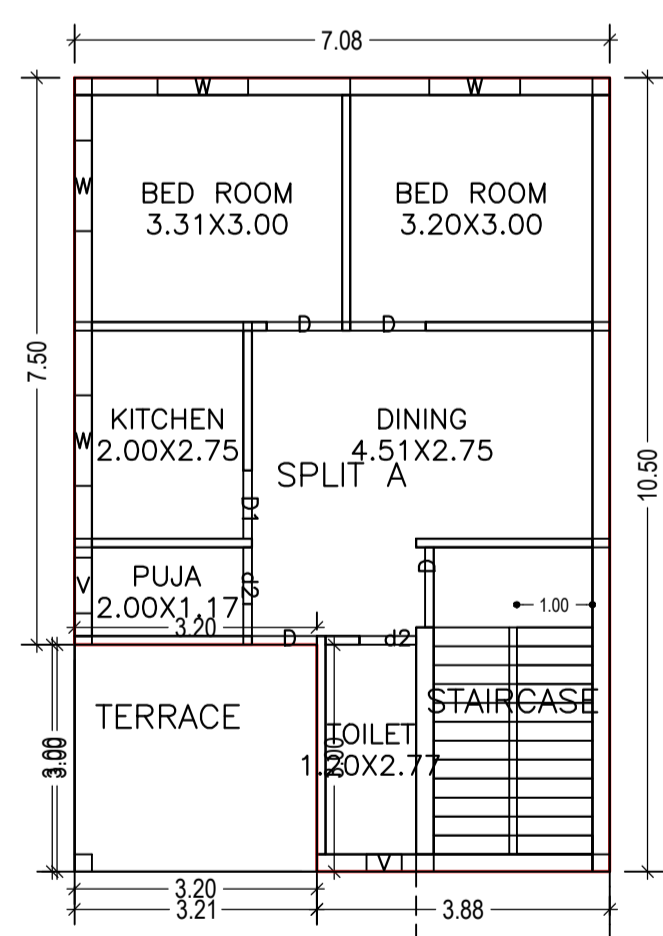 7.08
W W
W
BED ROOM
3.31X3.00
BED ROOM
3.20X3.00
D D
7.50
KITCHEN
2.00X2.75
W
DINING
4.51X2.75
SPLIT A
10.50
D1
D
PUJA
2.00X1.17
V
d2
1.00
3.20
D d2
TERRACE
STAIRCASE
TOILET
1.20X2.77
3.00
V
3.20
3.21
3.88